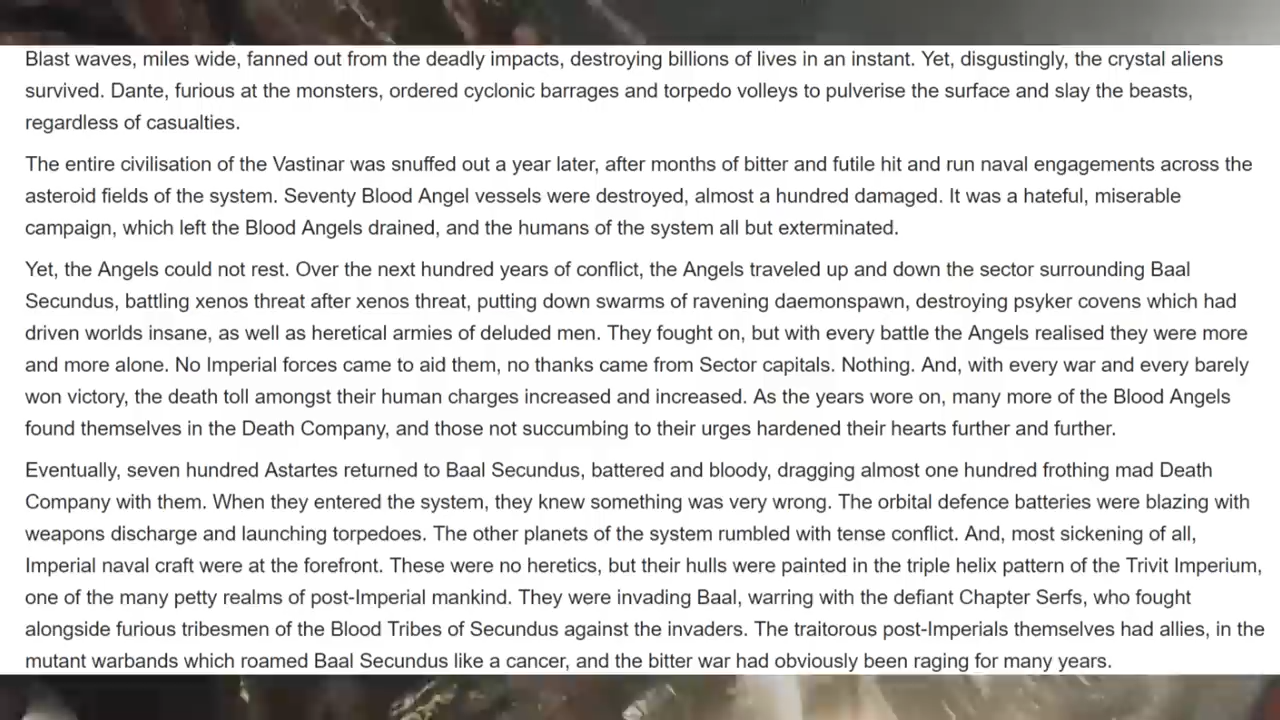 Blast waves, miles wide, fanned out from the deadly impacts, destroying billions of lives in an instant. Yet, disgustingly, the crystal aliens
survived. Dante, furious at the monsters, ordered cyclonic barrages and torpedo volleys to pulverise the surface and slay the beasts,
regardless of casualties.
The entire civilisation of the Vastinar was snuffed out a year later, after months of bitter and futile hit and run naval engagements across the
asteroid fields of the system. Seventy Blood Angel vessels were destroyed, almost a hundred damaged. It was a hateful, miserable
campaign, which left the Blood Angels drained, and the humans of the system all but exterminated.
Yet, the Angels could not rest. Over the next hundred years of conflict, the Angels traveled up and down the sector surrounding Baal
Secundus, battling xenos threat after xenos threat, putting down swarms of ravening daemonspawn, destroying psyker covens which had
driven worlds insane, as well as heretical armies of deluded men. They fought on, but with every battle the Angels realised they were more
and more alone. No Imperial forces came to aid them, no thanks came from Sector capitals. Nothing. And, with every war and every barely
won victory, the death toll amongst their human charges increased and increased. As the years wore on, many more of the Blood Angels
found themselves in the Death Company, and those not succumbing to their urges hardened their hearts further and further.
Eventually, seven hundred Astartes returned to Baal Secundus, battered and bloody, dragging almost one hundred frothing mad Death
Company with them. When they entered the system, they knew something was very wrong. The orbital defence batteries were blazing with
weapons discharge and launching torpedoes. The other planets of the system rumbled with tense conflict. And, most sickening of all,
Imperial naval craft were at the forefront. These were no heretics, but their hulls were painted in the triple helix pattern of the Trivit Imperium,
one of the many petty realms of post-Imperial mankind. They were invading Baal, warring with the defiant Chapter Serfs, who fought
alongside furious tribesmen of the Blood Tribes of Secundus against the invaders. The traitorous post-Imperials themselves had allies, in the
mutant warbands which roamed Baal Secundus like a cancer, and the bitter war had obviously been raging for many years.